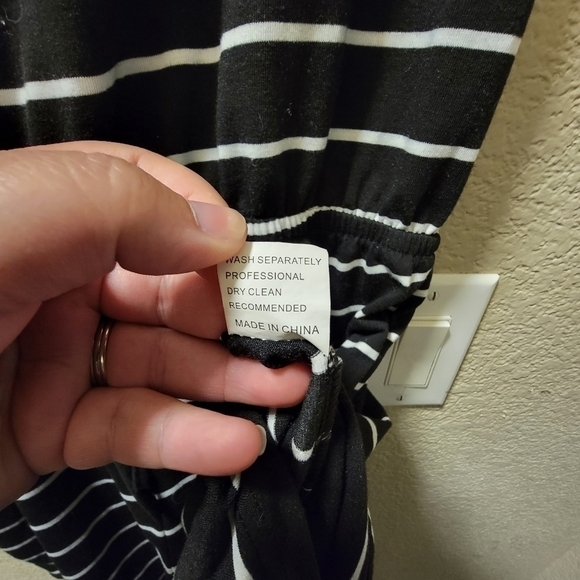 WASH SEPARATELY
PROFESSIONAL
DRY CLEAN
RECOMMENDED
MADE IN CHINA